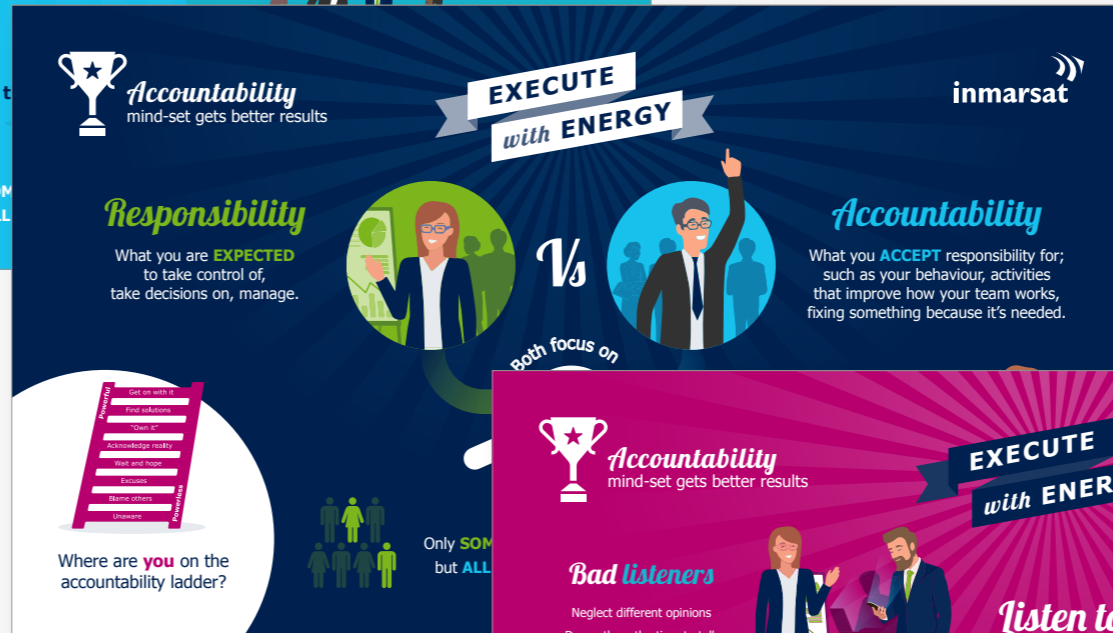 Accountability
mind-set gets better results
EXECUTE
with ENERGY
inmarsat
Responsibility
What you are EXPECTED
to take control of,
take decisions on, manage.
Vs
Accountability
What you ACCEPT responsibility for;
such as your behaviour, activities
that improve how your team works,
fixing something because it's needed.
Both focus on
Powerful
Get on with it
Find solutions
"Own it"
Acknowledge reality
Wait and hope
Excuses
Blame others
Unaware
Powerless
Where are you on the
accountability ladder?
Only SOM
but ALL
Accountability
mind-set gets better results
EXECUTE
with ENER
Bad listeners
Neglect different opinions
Listen to